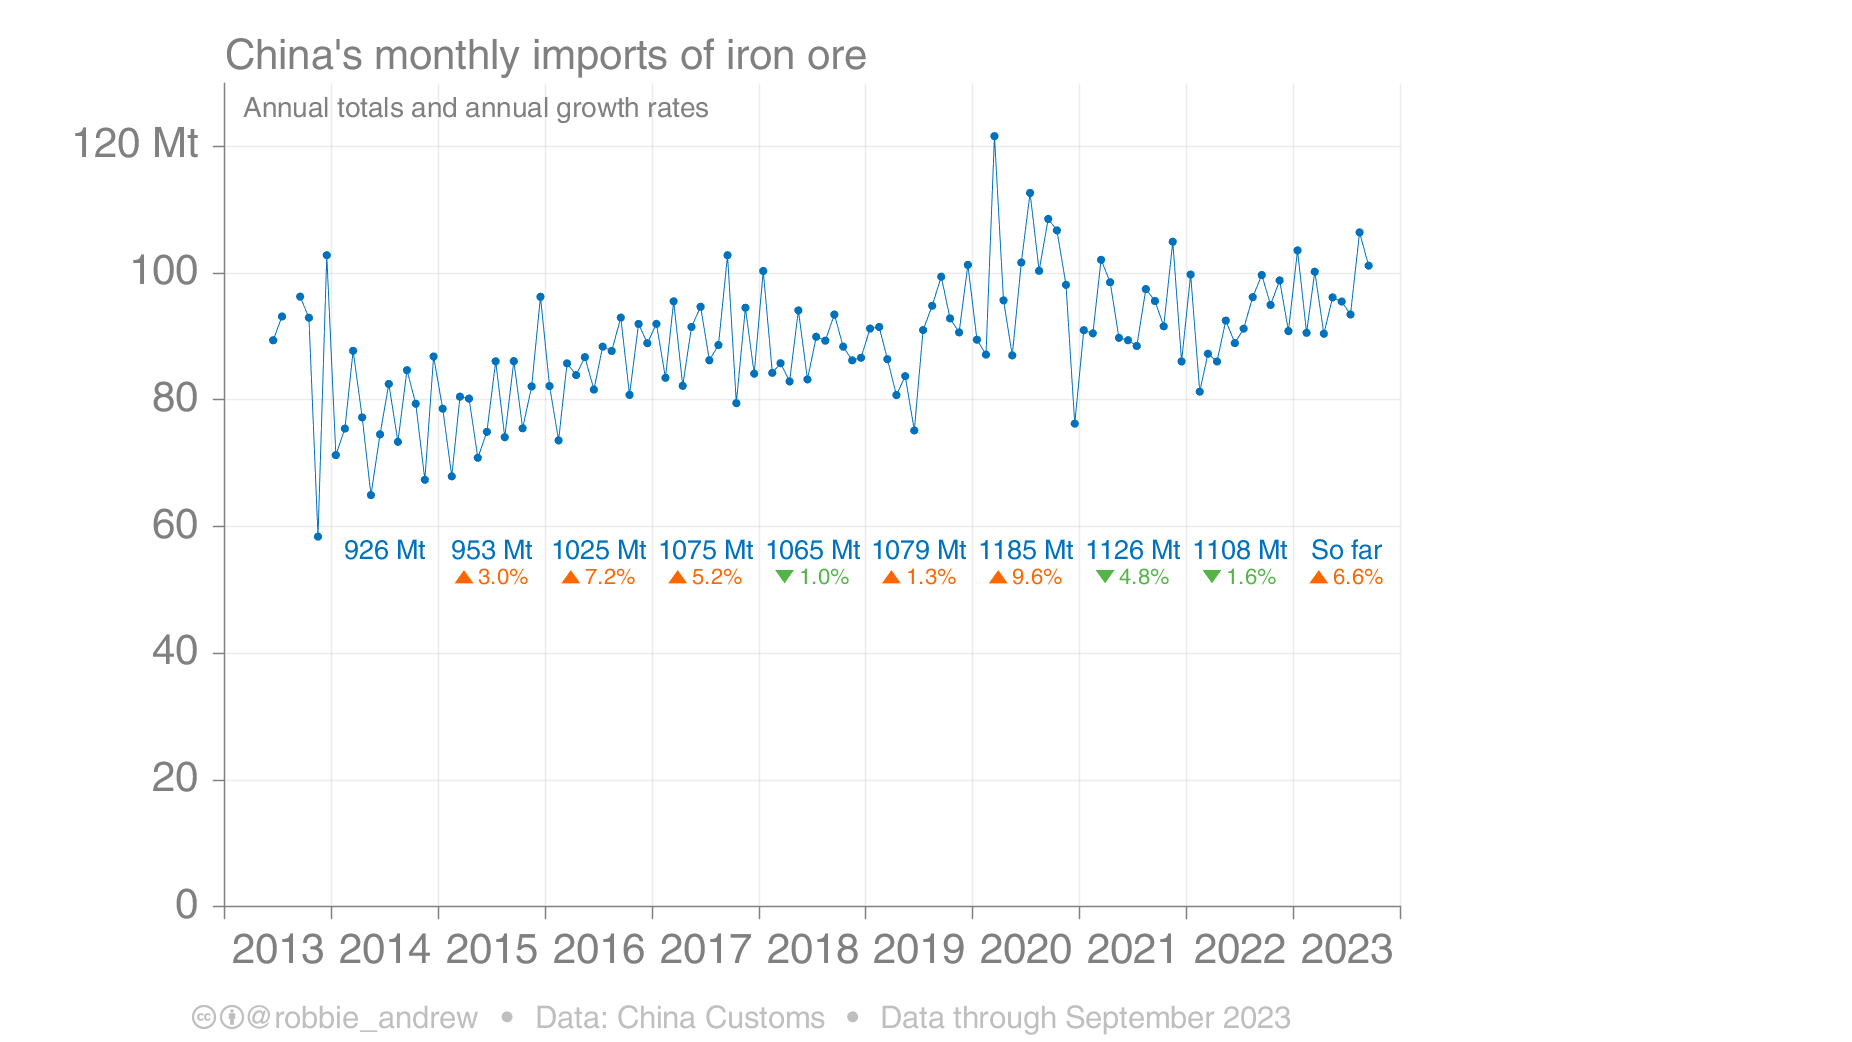 China's monthly imports of iron ore
Annual totals and annual growth rates
120 Mt
100
80
60
926 Mt 953 Mt 1025 Mt 1075 Mt 1065 Mt 1079 Mt 1185 Mt 1126 Mt 1108 Mt So far
▲ 3.0% ▲ 7.2% ▲ 5.2% ▼ 1.0% ▲ 1.3% ▲ 9.6% ▼ 4.8% ▼ 1.6% ▲ 6.6%
40
20
0
2013 2014 2015 2016 2017 2018 2019 2020 2021 2022 2023
cc @robbie_andrew • Data: China Customs • Data through September 2023